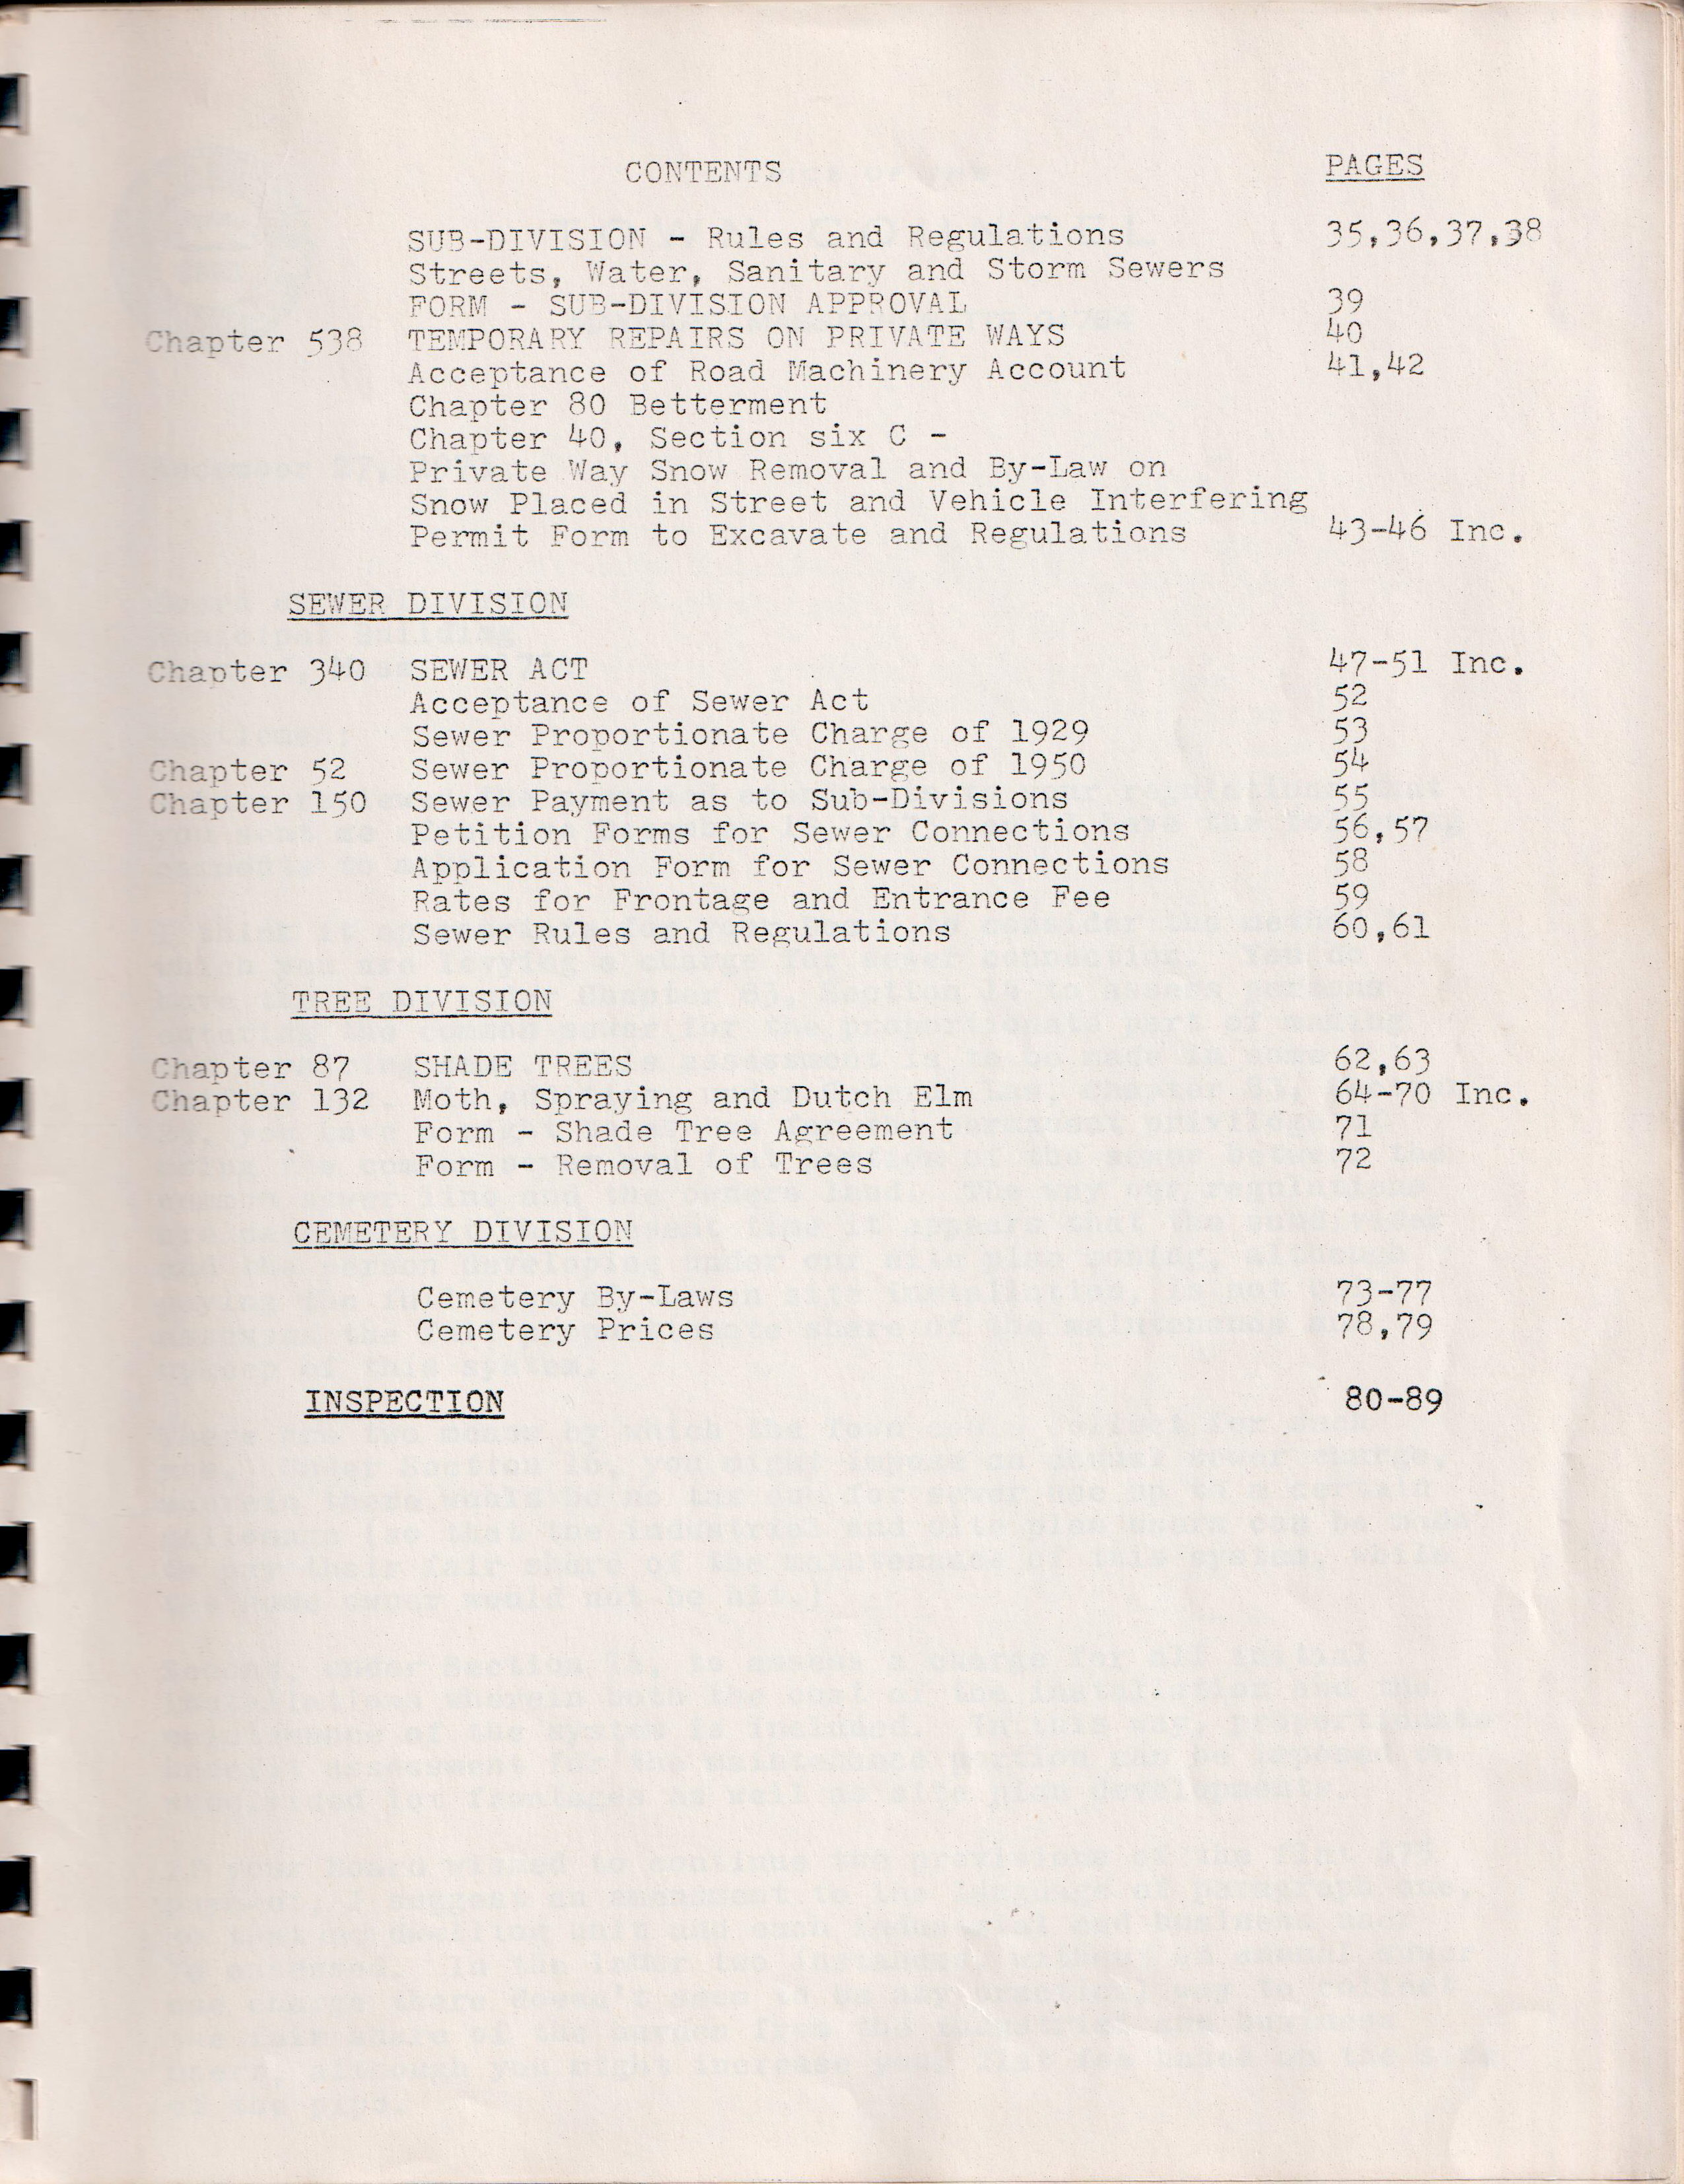 CONTENTS PAGES
SUB-DIVISION - Rules and Regulations 35,36,37,38
Streets, Water, Sanitary and Storm Sewers
FORM - SUB-DIVISION APPROVAL 39
Chapter 538 TEMPORARY REPAIRS ON PRIVATE WAYS 40
Acceptance of Road Machinery Account 41,42
Chapter 80 Betterment
Chapter 40, Section six C -
Private Way Snow Removal and By-Law on
Snow Placed in Street and Vehicle Interfering
Permit Form to Excavate and Regulations 43-46 Inc.
SEWER DIVISION
Chapter 340 SEWER ACT 47-51 Inc.
Acceptance of Sewer Act 52
Sewer Proportionate Charge of 1929 53
Chapter 52 Sewer Proportionate Charge of 1950 54
Chapter 150 Sewer Payment as to Sub-Divisions 55
Petition Forms for Sewer Connections 56,57
Application Form for Sewer Connections 58
Rates for Frontage and Entrance Fee 59
Sewer Rules and Regulations 60,61
TREE DIVISION
Chapter 87 SHADE TREES 62,63
Chapter 132 Moth, Spraying and Dutch Elm 64-70 Inc.
Form - Shade Tree Agreement 71
Form - Removal of Trees 72
CEMETERY DIVISION
Cemetery By-Laws 73-77
Cemetery Prices 78,79
INSPECTION 80-89